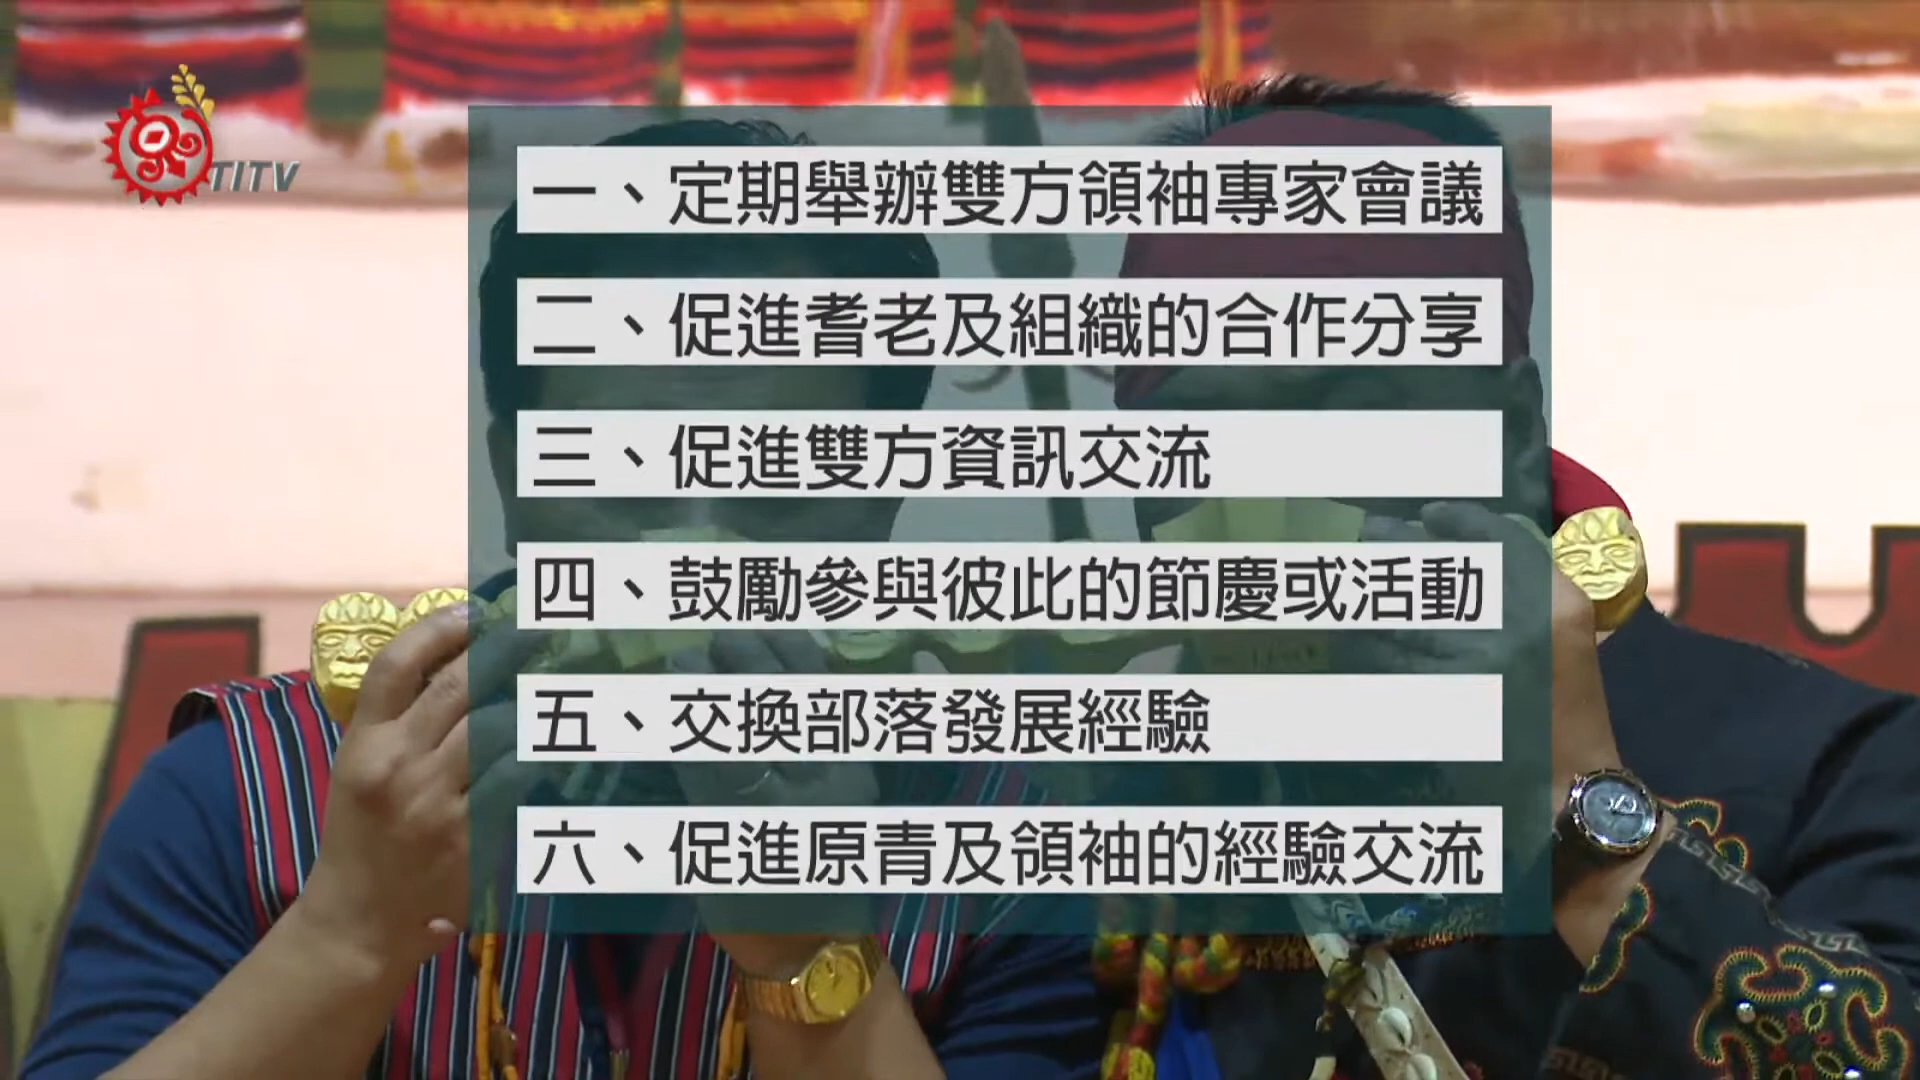 TITV
一、定期舉辦雙方領袖專家會議
二、促進耆老及組織的合作分享
三、促進雙方資訊交流
四、鼓勵參與彼此的節慶或活動
五、交換部落發展經驗
六、促進原青及領袖的經驗交流